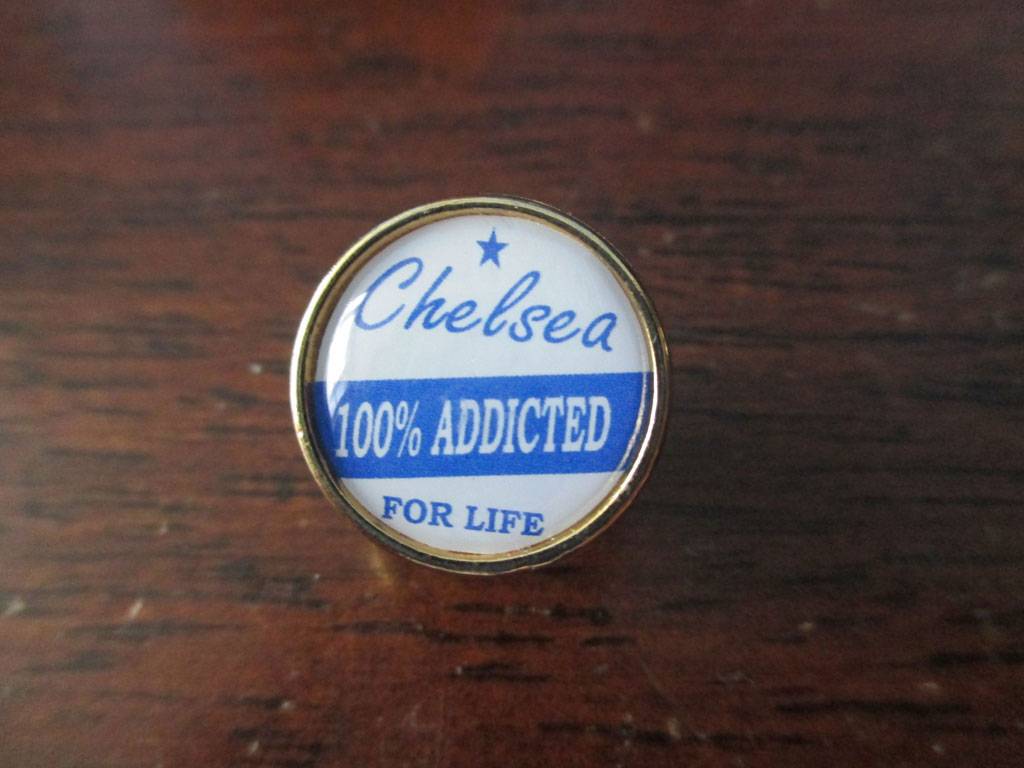 Chelsea
100% ADDICTED
FOR LIFE